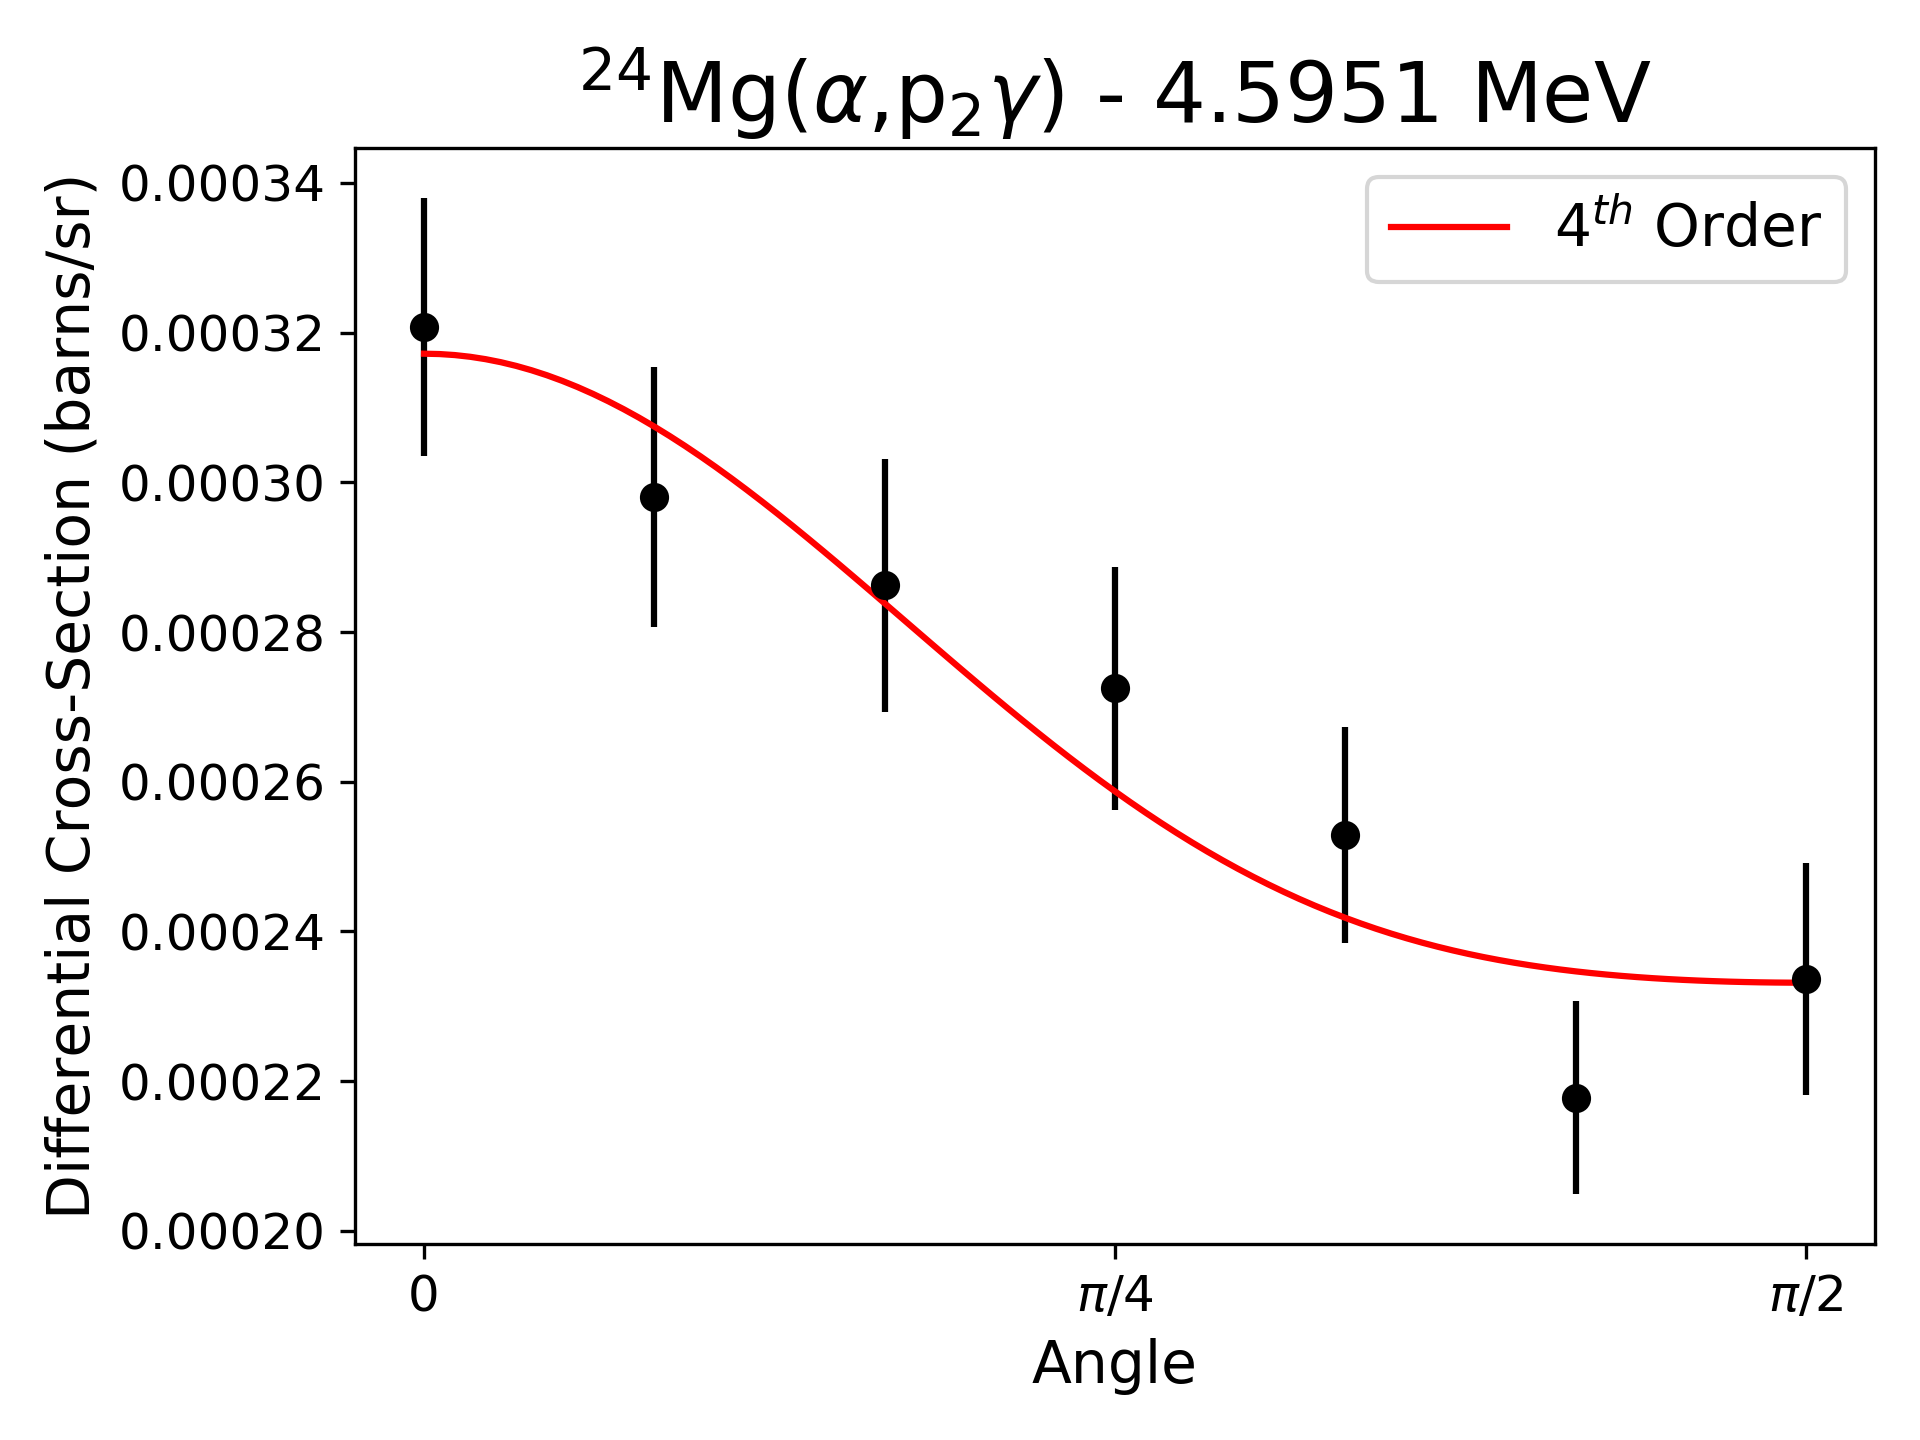 ²⁴Mg(α,p₂γ) - 4.5951 MeV
4ᵗʰ Order
Differential Cross-Section (barns/sr)
0.00034
0.00032
0.00030
0.00028
0.00026
0.00024
0.00022
0.00020
0 π/4 π/2
Angle